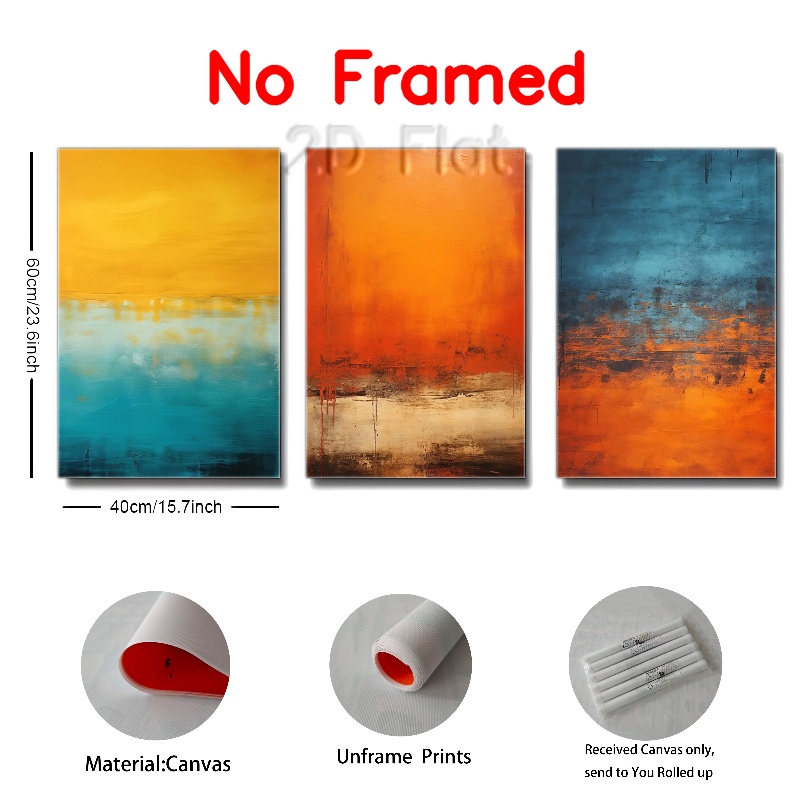 No Framed
2D Flat
60cm/23.6inch
40cm/15.7inch
Material:Canvas
Unframe Prints
Received Canvas only,
send to You Rolled up